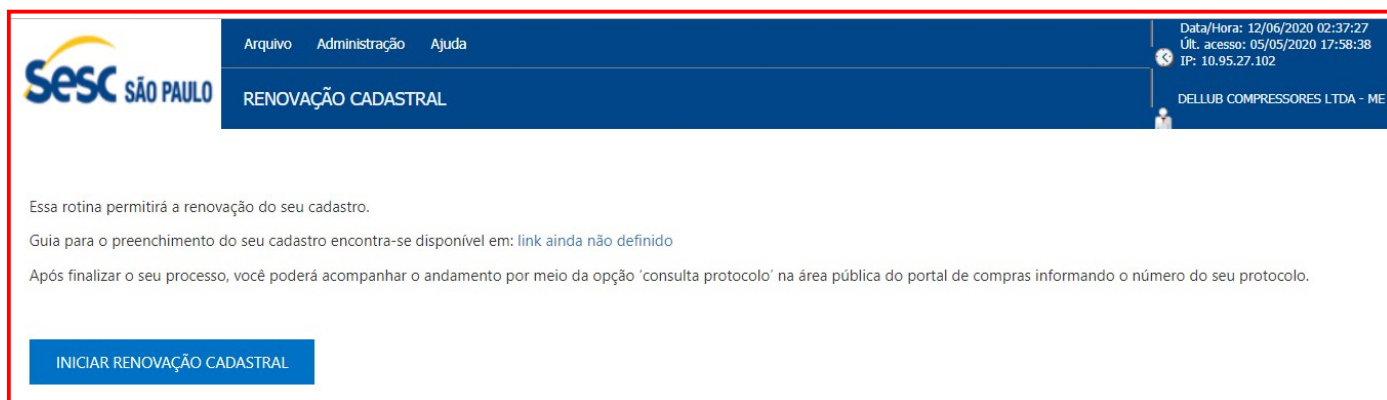 Sesc SÃO PAULO
Arquivo Administração Ajuda
Data/Hora: 12/06/2020 02:37:27
Últ. acesso: 05/05/2020 17:58:38
IP: 10.95.27.102
RENOVAÇÃO CADASTRAL
DELLUB COMPRESSORES LTDA - ME
Essa rotina permitirá a renovação do seu cadastro.
Guia para o preenchimento do seu cadastro encontra-se disponível em: link ainda não definido
Após finalizar o seu processo, você poderá acompanhar o andamento por meio da opção 'consulta protocolo' na área pública do portal de compras informando o número do seu protocolo.
INICIAR RENOVAÇÃO CADASTRAL